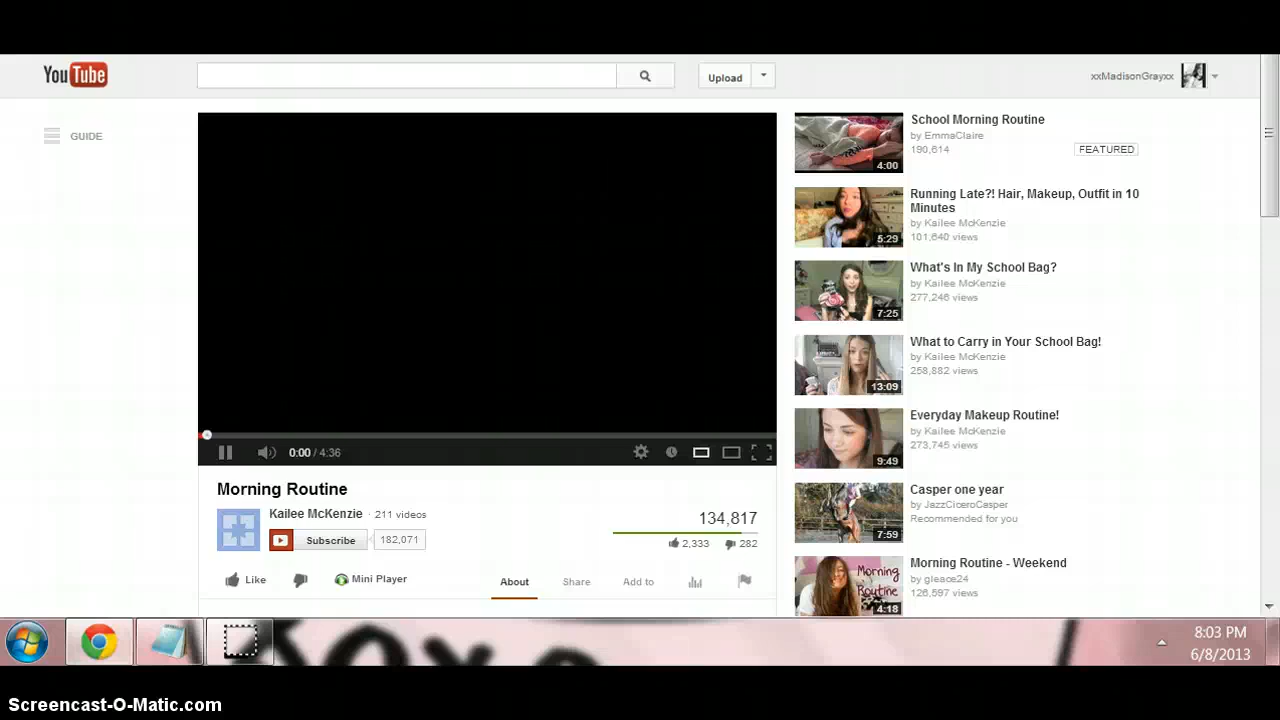 YouTube
Upload
xxMadisonGrayxx
GUIDE
0:00 / 4:36
Morning Routine
Kailee McKenzie · 211 videos
Subscribe
182,071
134,817
2,333
282
Like
Mini Player
About
Share
Add to
School Morning Routine
by EmmaClaire
190,614
FEATURED
4:00
Running Late?! Hair, Makeup, Outfit in 10
Minutes
by Kailee McKenzie
101,640 views
5:29
What's In My School Bag?
by Kailee McKenzie
277,246 views
7:25
What to Carry in Your School Bag!
by Kailee McKenzie
258,882 views
13:09
Everyday Makeup Routine!
by Kailee McKenzie
273,745 views
9:49
Casper one year
by JazzCiceroCasper
Recommended for you
7:59
Morning Routine - Weekend
by gleace24
126,597 views
Morning
Routine
4:18
8:03 PM
6/8/2013
Screencast-O-Matic.com